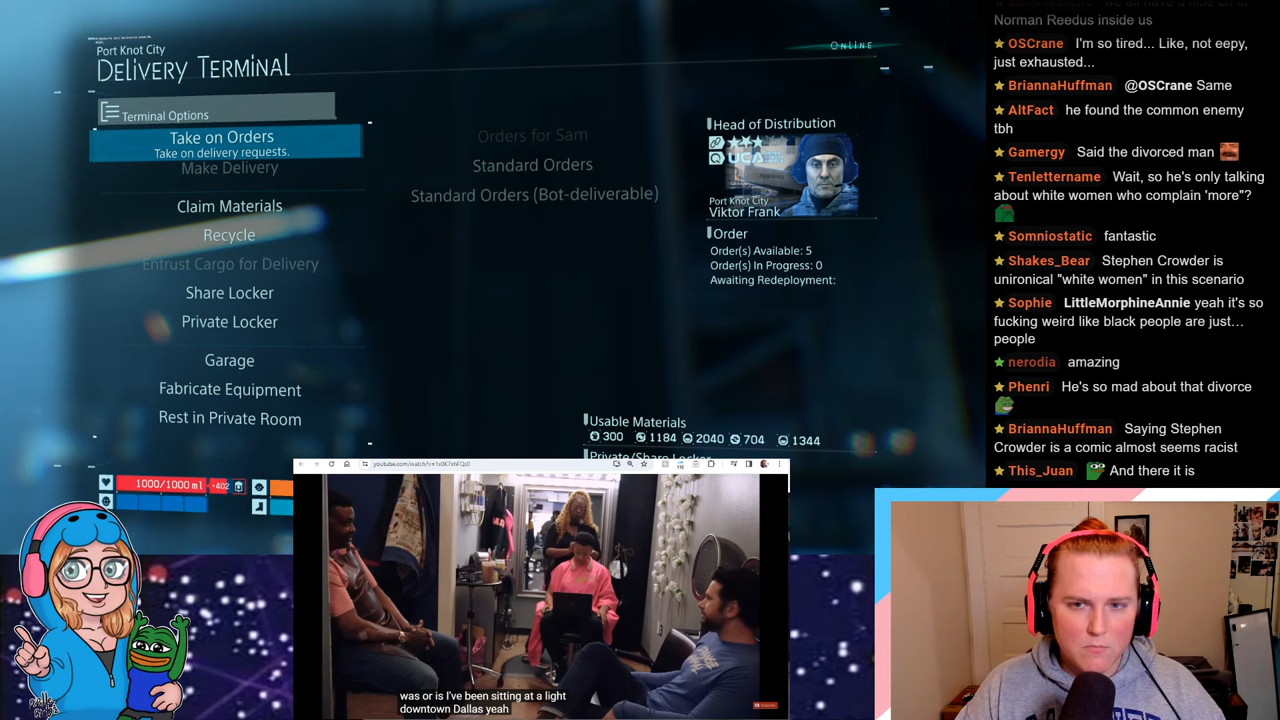 Port Knot City
DELIVERY TERMINAL
ONLINE
Terminal Options
Take on Orders
Take on delivery requests.
Make Delivery
Claim Materials
Recycle
Entrust Cargo for Delivery
Share Locker
Private Locker
Garage
Fabricate Equipment
Rest in Private Room
Orders for Sam
Standard Orders
Standard Orders (Bot-deliverable)
Head of Distribution
UCA
Port Knot City
Viktor Frank
Order
Order(s) Available: 5
Order(s) In Progress: 0
Awaiting Redeployment:
Usable Materials
300 1184 2040 704 1344
Private/Share Locker
1000/1000 ml
-402
was or is I've been sitting at a light
downtown Dallas yeah
Norman Reedus inside us
OSCrane I'm so tired... Like, not eepy,
just exhausted...
BriannaHuffman @OSCrane Same
AltFact he found the common enemy
tbh
Gamergy Said the divorced man
Tenlettername Wait, so he's only talking
about white women who complain 'more"?
Somniostatic fantastic
Shakes_Bear Stephen Crowder is
unironical "white women" in this scenario
Sophie LittleMorphineAnnie yeah it's so
fucking weird like black people are just…
people
nerodia amazing
Phenri He's so mad about that divorce
BriannaHuffman Saying Stephen
Crowder is a comic almost seems racist
This_Juan And there it is